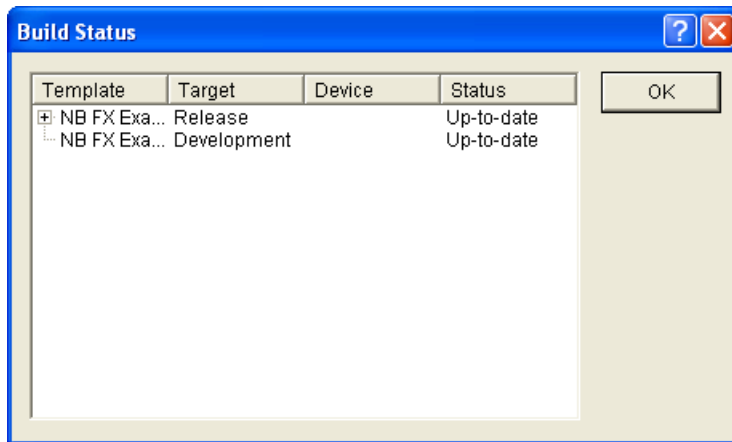 Build Status
Template Target Device Status OK
NB FX Exa... Release Up-to-date
NB FX Exa... Development Up-to-date